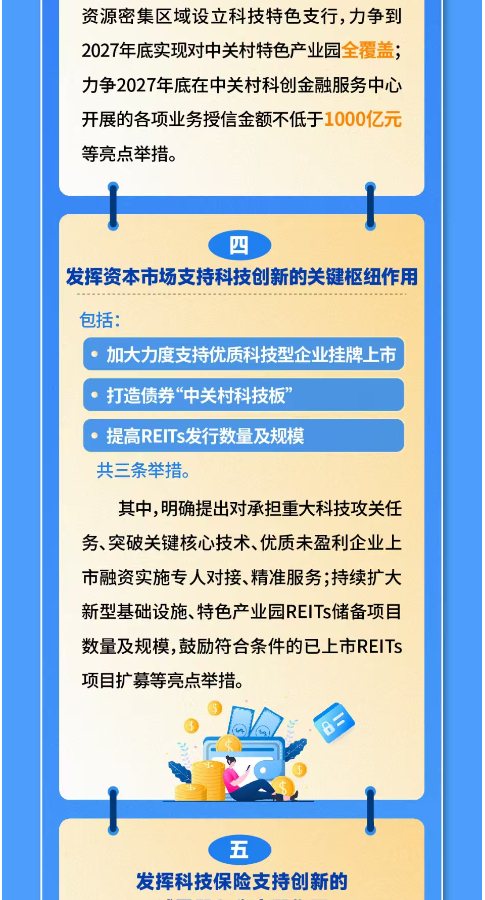 资源密集区域设立科技特色支行，力争到
2027年底实现对中关村特色产业园全覆盖；
力争2027年底在中关村科创金融服务中心
开展的各项业务授信金额不低于1000亿元
等亮点举措。
四
发挥资本市场支持科技创新的关键枢纽作用
包括：
加大力度支持优质科技型企业挂牌上市
打造债券“中关村科技板”
提高REITs发行数量及规模
共三条举措。
其中，明确提出对承担重大科技攻关任
务、突破关键核心技术、优质未盈利企业上
市融资实施专人对接、精准服务；持续扩大
新型基础设施、特色产业园REITs储备项目
数量及规模，鼓励符合条件的已上市REITs
项目扩募等亮点举措。
五
发挥科技保险支持创新的